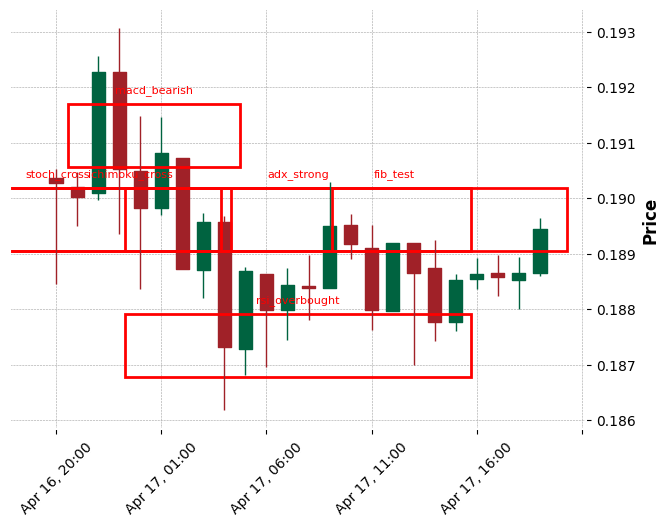 0.193
0.192
macd_bearish
0.191
adx_strong
fib_test
0.190
Price
0.189
rsi_overbought
0.188
0.187
0.186
Apr 16, 20:00
Apr 17, 01:00
Apr 17, 06:00
Apr 17, 11:00
Apr 17, 16:00